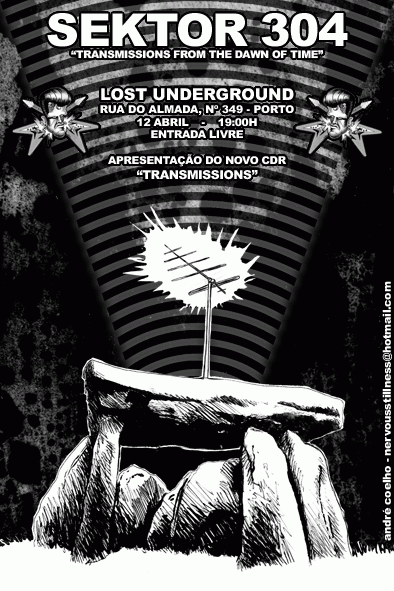 SEKTOR 304
"TRANSMISSIONS FROM THE DAWN OF TIME"
LOST UNDERGROUND
RUA DO ALMADA, Nº 349 - PORTO
12 ABRIL - 19:00H
ENTRADA LIVRE
APRESENTAÇÃO DO NOVO CDR
"TRANSMISSIONS"
andré coelho - nervousstillness@hotmail.com